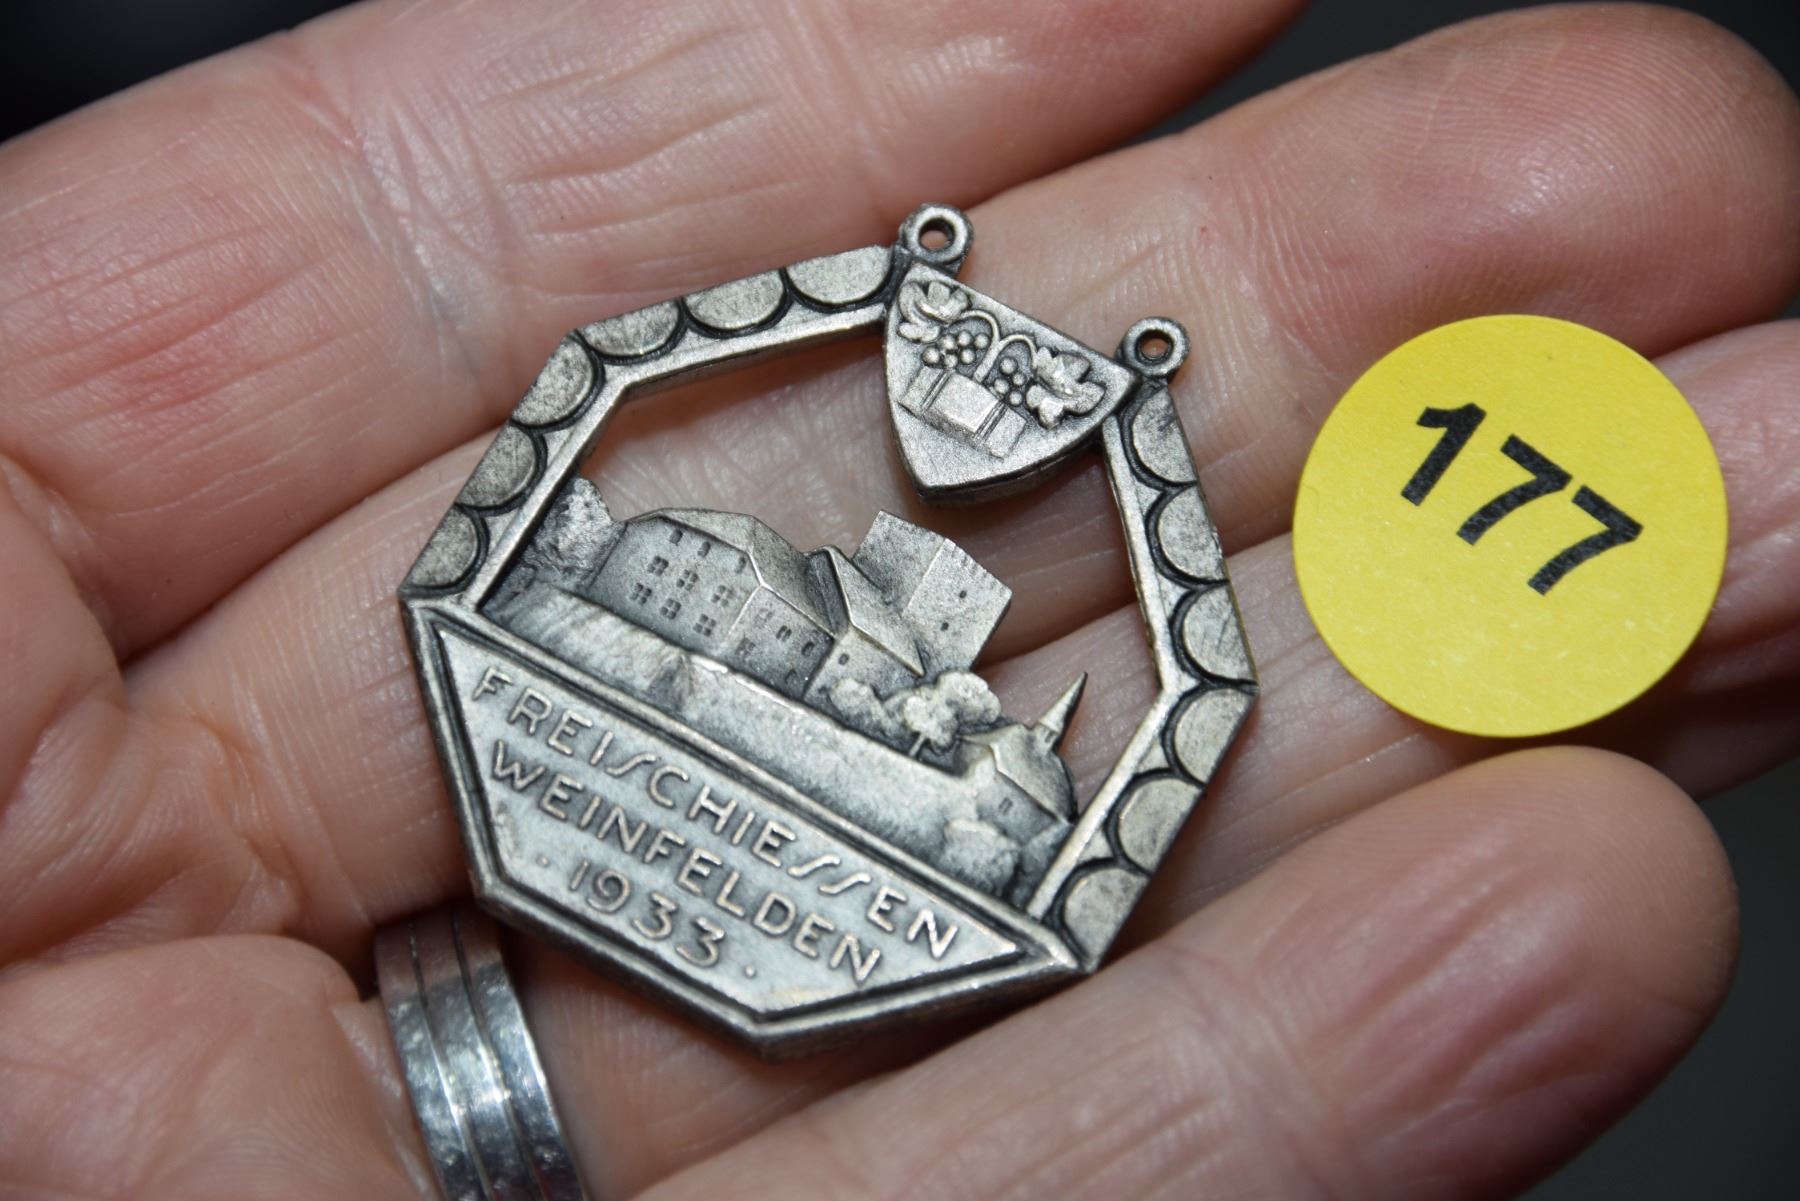 FREISCHIESSEN
WEINFELDEN
· 1933 ·
177